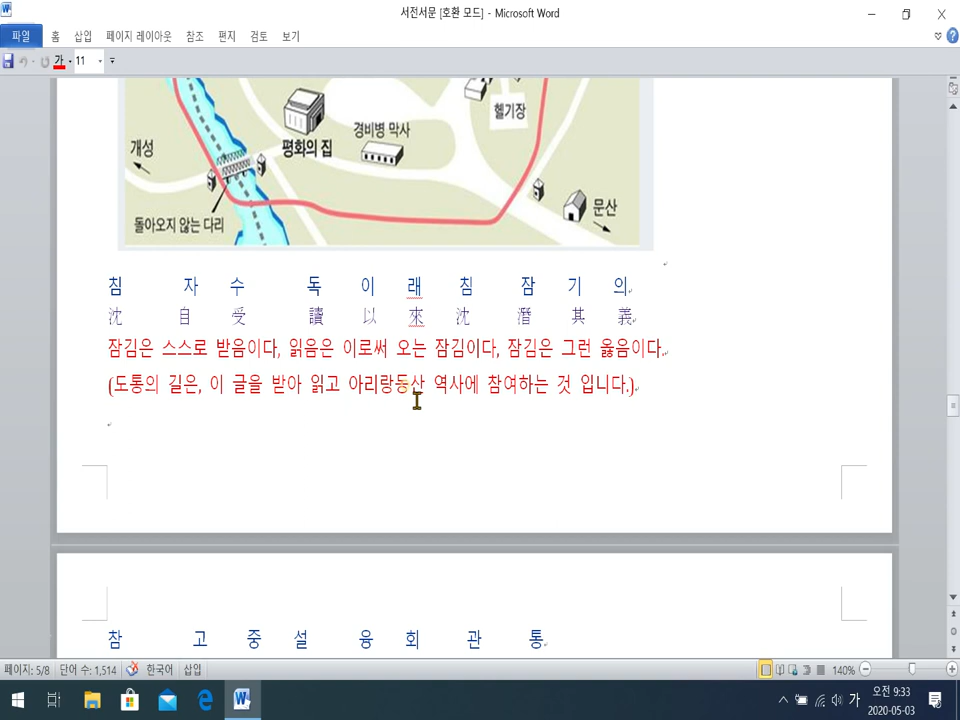 서전서문 [호환 모드] - Microsoft Word
파일 홈 삽입 페이지 레이아웃 참조 편지 검토 보기
가 11
헬기장
경비병 막사
개성
평화의 집
문산
돌아오지 않는 다리
침 자 수 독 이 래 침 잠 기 의
沈 自 受 讀 以 來 沈 潛 其 義
잠김은 스스로 받음이다, 읽음은 이로써 오는 잠김이다, 잠김은 그런 옳음이다.
(도통의 길은, 이 글을 받아 읽고 아리랑동산 역사에 참여하는 것 입니다.)
참 고 중 설 융 회 관 통
페이지: 5/8 단어 수: 1,514 한국어 삽입 140%
가 오전 9:33
2020-05-03